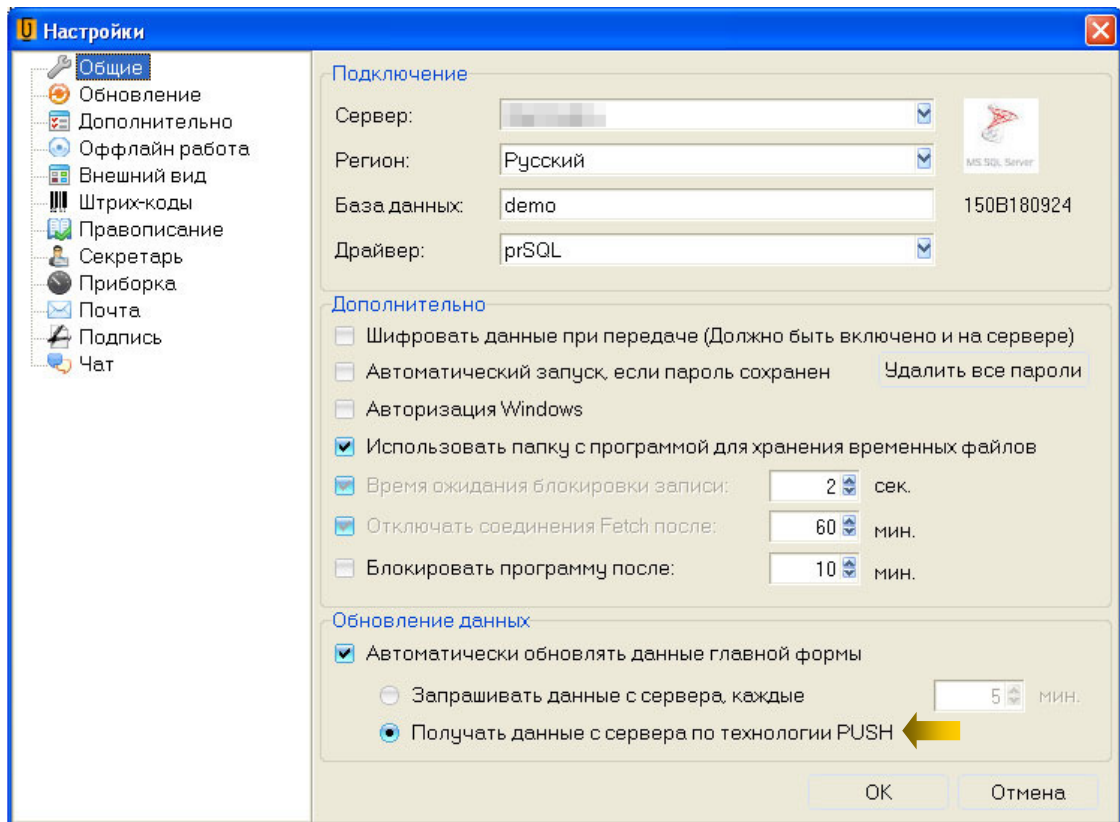 Настройки
Общие
Обновление
Дополнительно
Оффлайн работа
Внешний вид
Штрих-коды
Правописание
Секретарь
Приборка
Почта
Подпись
Чат
Подключение
Сервер:
MS SQL Server
Регион: Русский
База данных: demo 150B180924
Драйвер: prSQL
Дополнительно
Шифровать данные при передаче (Должно быть включено и на сервере)
Автоматический запуск, если пароль сохранен Удалить все пароли
Авторизация Windows
Использовать папку с программой для хранения временных файлов
Время ожидания блокировки записи: 2 сек.
Отключать соединения Fetch после: 60 мин.
Блокировать программу после: 10 мин.
Обновление данных
Автоматически обновлять данные главной формы
Запрашивать данные с сервера, каждые 5 мин.
Получать данные с сервера по технологии PUSH
OK Отмена